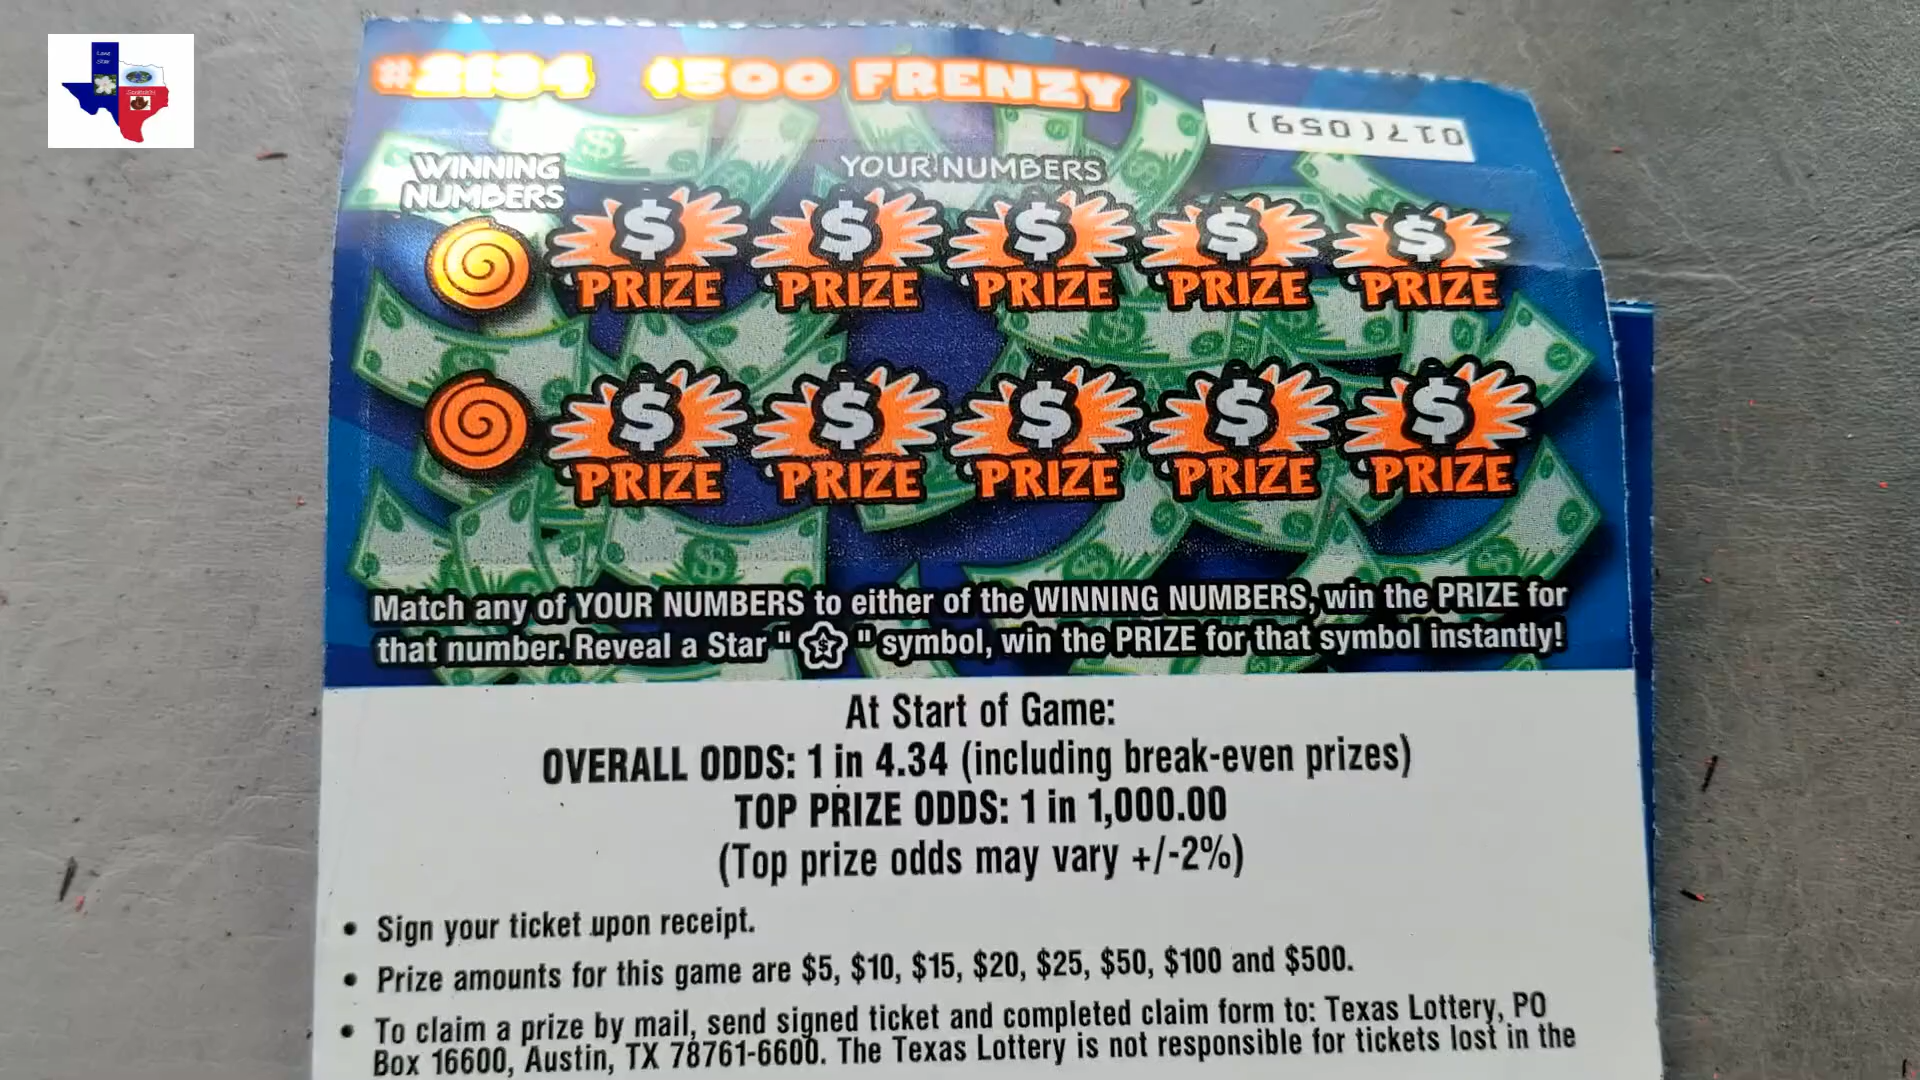 #2134 $500 FRENZY
017(059)
WINNING
NUMBERS
YOUR NUMBERS
$ $ $ $ $
PRIZE PRIZE PRIZE PRIZE PRIZE
$ $ $ $ $
PRIZE PRIZE PRIZE PRIZE PRIZE
Match any of YOUR NUMBERS to either of the WINNING NUMBERS, win the PRIZE for
that number. Reveal a Star " " symbol, win the PRIZE for that symbol instantly!
At Start of Game:
OVERALL ODDS: 1 in 4.34 (including break-even prizes)
TOP PRIZE ODDS: 1 in 1,000.00
(Top prize odds may vary +/-2%)
• Sign your ticket upon receipt.
• Prize amounts for this game are $5, $10, $15, $20, $25, $50, $100 and $500.
• To claim a prize by mail, send signed ticket and completed claim form to: Texas Lottery, PO
Box 16600, Austin, TX 78761-6600. The Texas Lottery is not responsible for tickets lost in the
Lone
Star